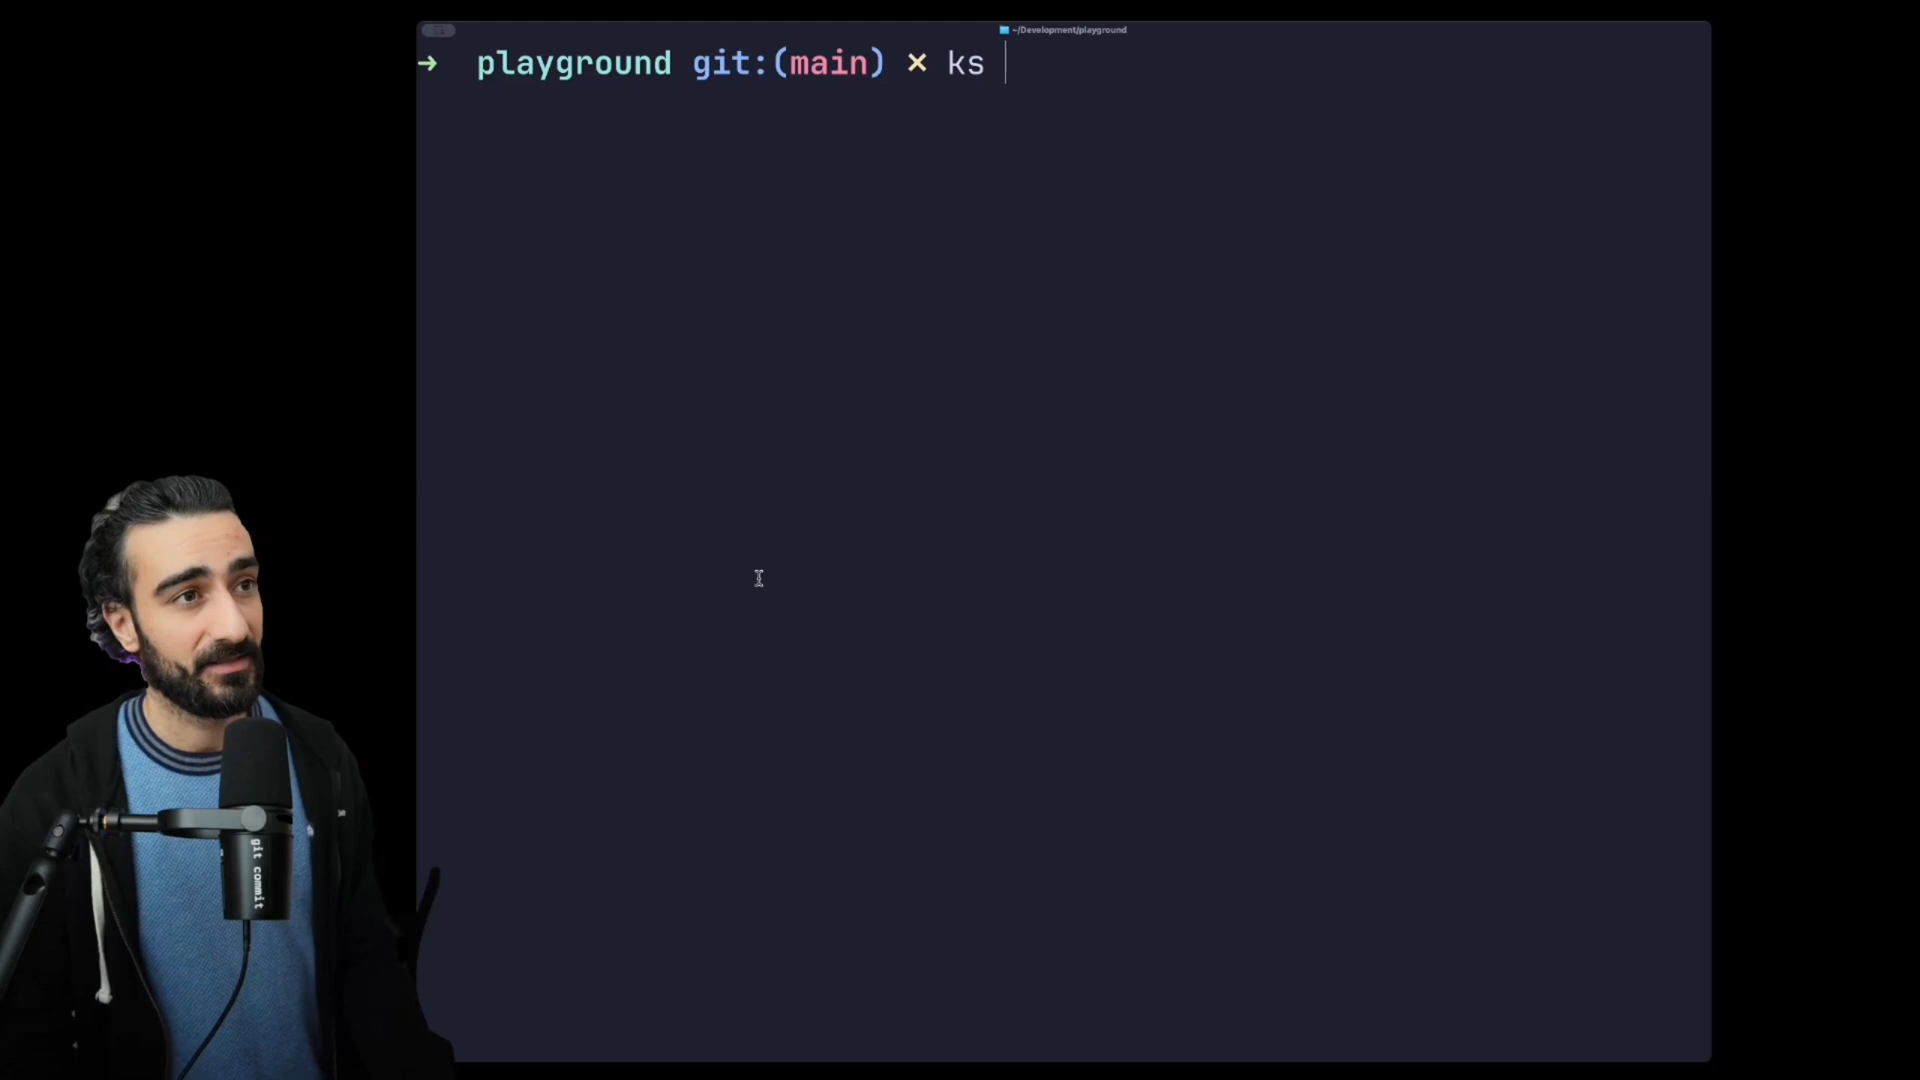 ~/Development/playground
➜ playground git:(main) ✗ ks
git commit